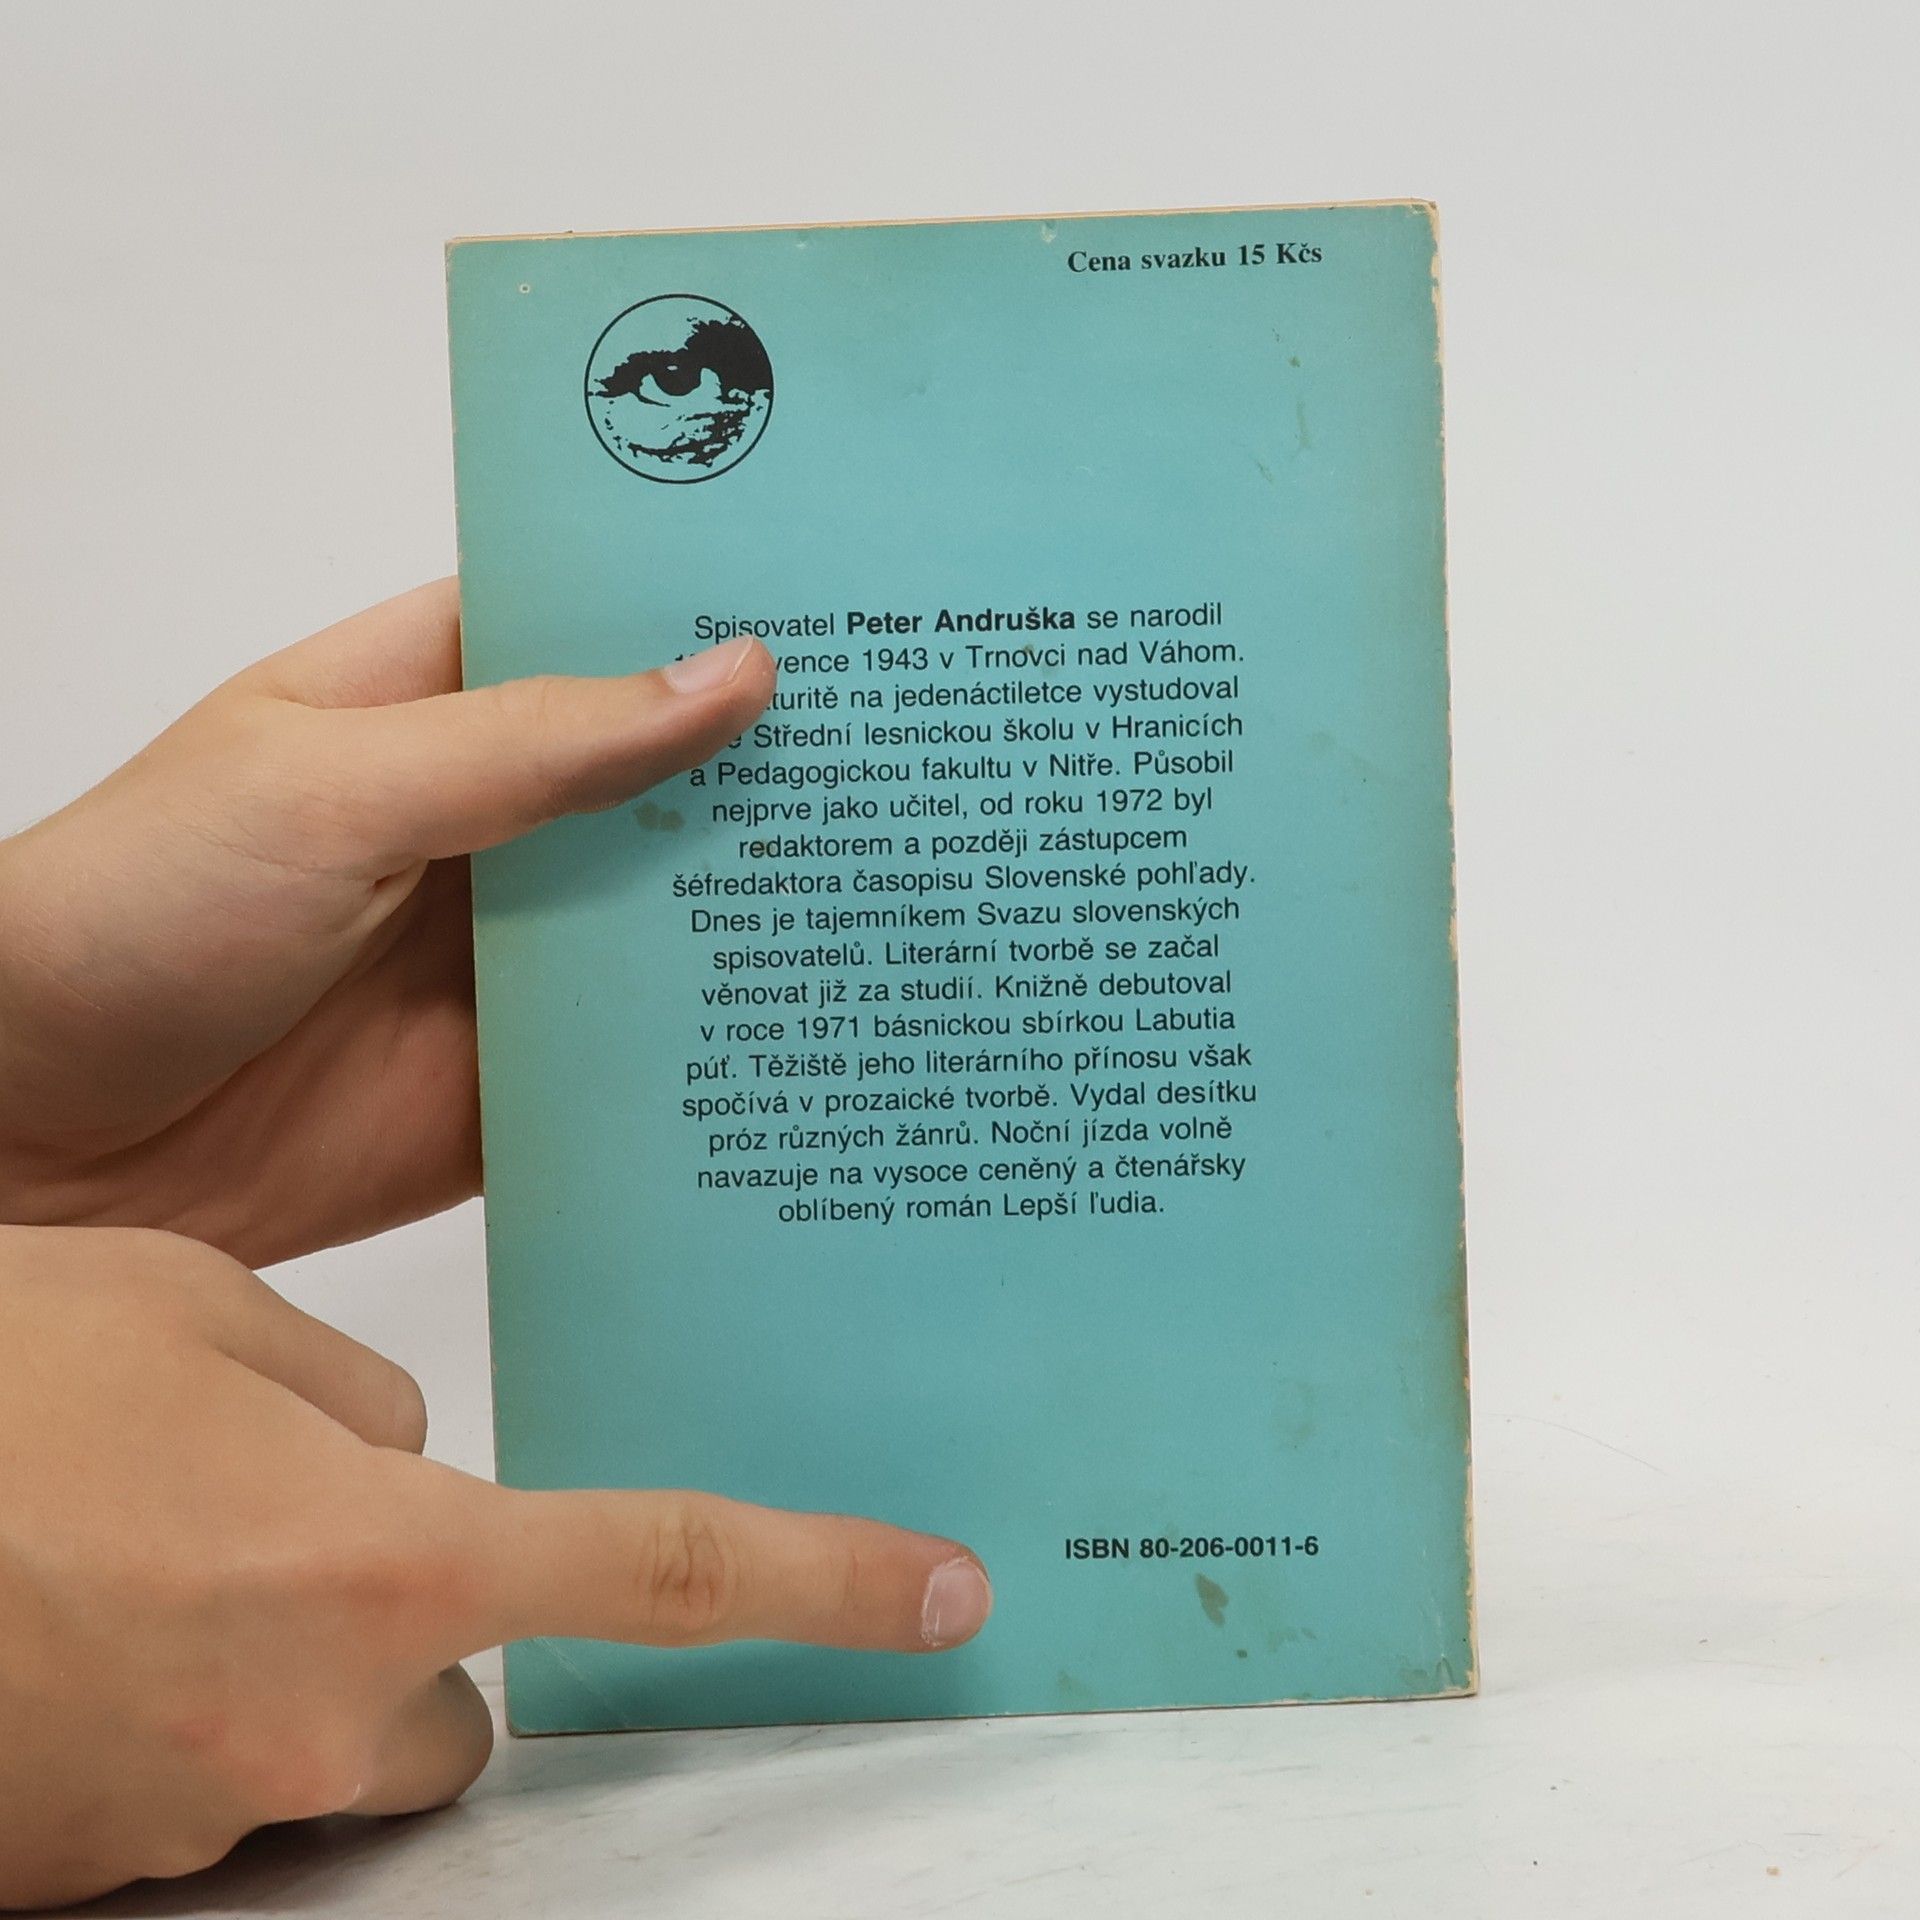 Cena svazku 15 Kčs
Spisovatel Peter Andruška se narodil
1943 v Trnovci nad Váhom.
na jedenáctiletce vystudoval
Střední lesnickou školu v Hranicích
a Pedagogickou fakultu v Nitře. Působil
nejprve jako učitel, od roku 1972 byl
redaktorem a později zástupcem
šéfredaktora časopisu Slovenské pohľady.
Dnes je tajemníkem Svazu slovenských
spisovatelů. Literární tvorbě se začal
věnovat již za studií. Knižně debutoval
v roce 1971 básnickou sbírkou Labutia
púť. Těžiště jeho literárního přínosu však
spočívá v prozaické tvorbě. Vydal desítku
próz různých žánrů. Noční jízda volně
navazuje na vysoce ceněný a čtenářsky
oblíbený román Lepší ľudia.
ISBN 80-206-0011-6